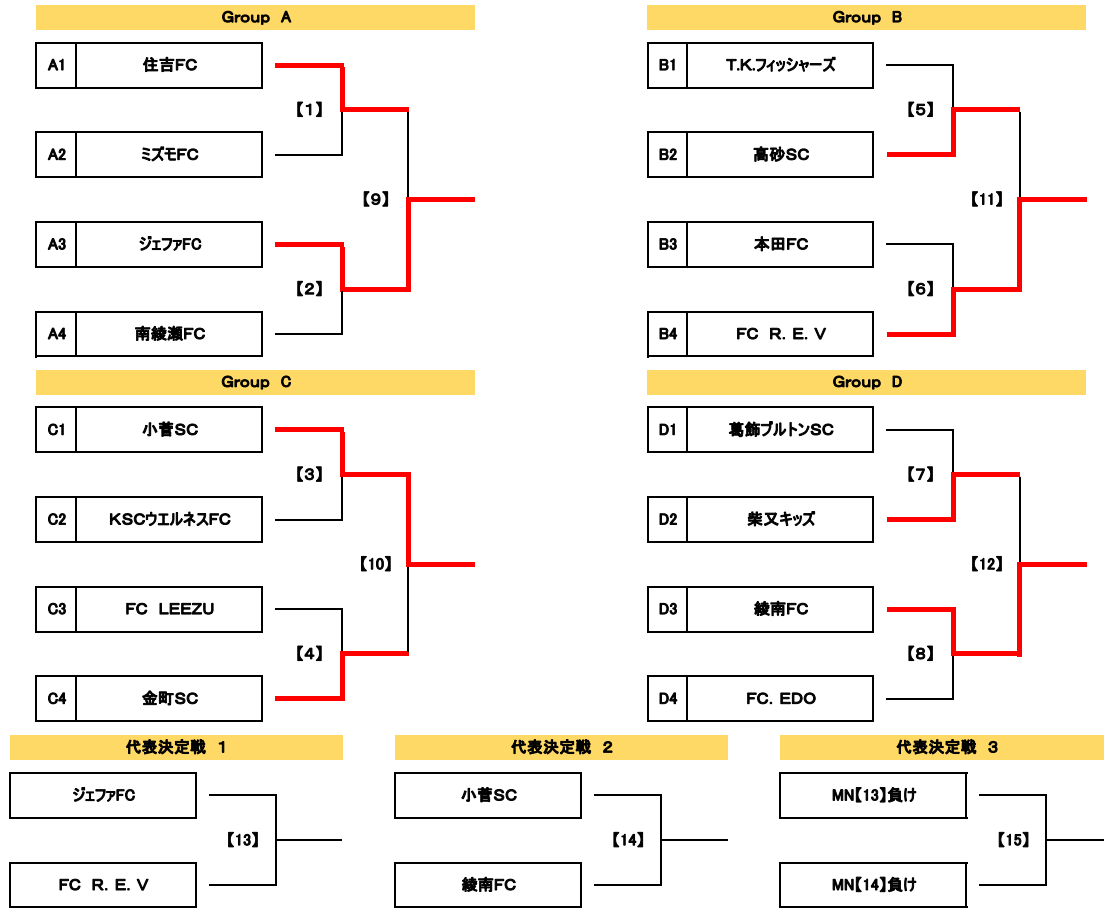 Group A
Group B
A1 住吉FC
B1 T.K.フィッシャーズ
【1】
【5】
A2 ミズモFC
B2 高砂SC
【9】
【11】
A3 ジェファFC
B3 本田FC
【2】
【6】
A4 南綾瀬FC
B4 FC R.E.V
Group C
Group D
C1 小菅SC
D1 葛飾ブルトンSC
【3】
【7】
C2 KSCウエルネスFC
D2 柴又キッズ
【10】
【12】
C3 FC LEEZU
D3 綾南FC
【4】
【8】
C4 金町SC
D4 FC.EDO
代表決定戦 1
代表決定戦 2
代表決定戦 3
ジェファFC
小菅SC
MN【13】負け
【13】
【14】
【15】
FC R.E.V
綾南FC
MN【14】負け